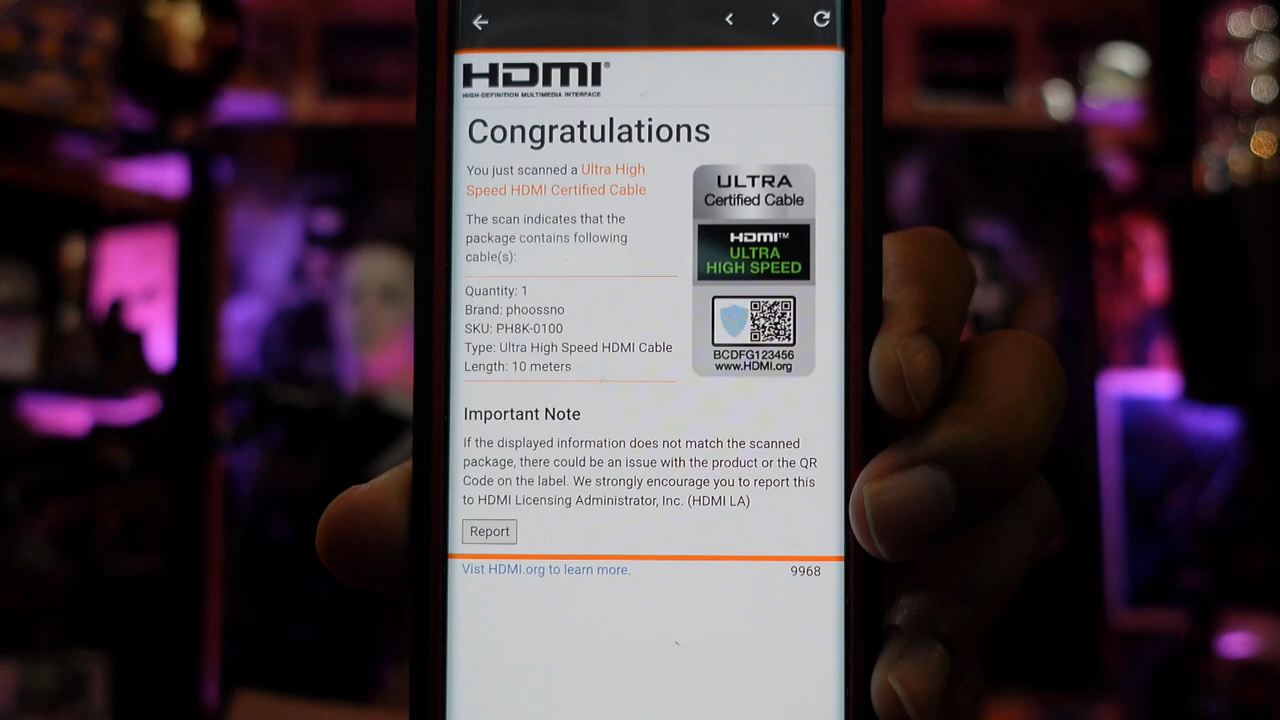 HDMI®
HIGH-DEFINITION MULTIMEDIA INTERFACE
Congratulations
You just scanned a Ultra High
Speed HDMI Certified Cable
The scan indicates that the
package contains following
cable(s):
Quantity: 1
Brand: phoossno
SKU: PH8K-0100
Type: Ultra High Speed HDMI Cable
Length: 10 meters
ULTRA
Certified Cable
HDMI™
ULTRA
HIGH SPEED
BCDFG123456
www.HDMI.org
Important Note
If the displayed information does not match the scanned
package, there could be an issue with the product or the QR
Code on the label. We strongly encourage you to report this
to HDMI Licensing Administrator, Inc. (HDMI LA)
Report
Vist HDMI.org to learn more.
9968